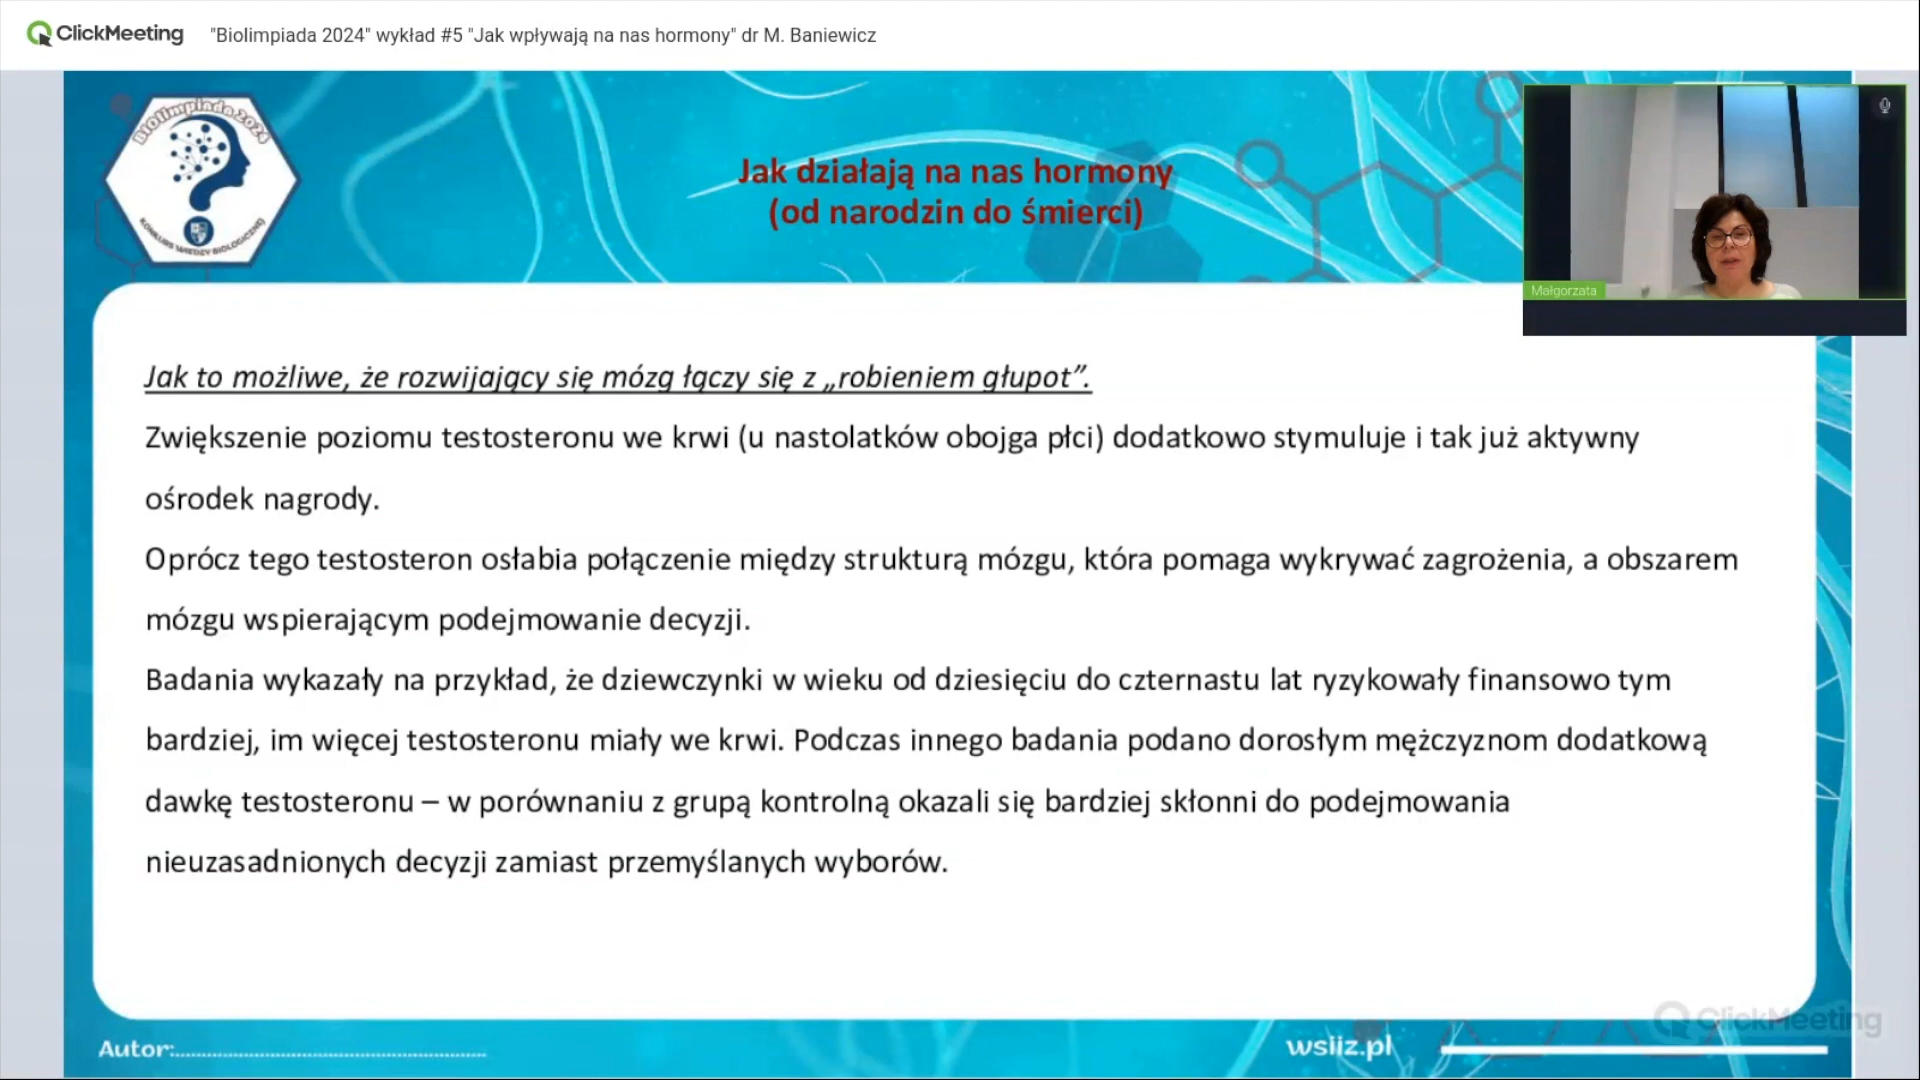 ClickMeeting "Biolimpiada 2024" wykład #5 "Jak wpływają na nas hormony" dr M. Baniewicz
BIOlimpiada 2024
KONKURS WIEDZY BIOLOGICZNEJ
Jak działają na nas hormony
(od narodzin do śmierci)
Małgorzata
Jak to możliwe, że rozwijający się mózg łączy się z „robieniem głupot”.
Zwiększenie poziomu testosteronu we krwi (u nastolatków obojga płci) dodatkowo stymuluje i tak już aktywny
ośrodek nagrody.
Oprócz tego testosteron osłabia połączenie między strukturą mózgu, która pomaga wykrywać zagrożenia, a obszarem
mózgu wspierającym podejmowanie decyzji.
Badania wykazały na przykład, że dziewczynki w wieku od dziesięciu do czternastu lat ryzykowały finansowo tym
bardziej, im więcej testosteronu miały we krwi. Podczas innego badania podano dorosłym mężczyznom dodatkową
dawkę testosteronu – w porównaniu z grupą kontrolną okazali się bardziej skłonni do podejmowania
nieuzasadnionych decyzji zamiast przemyślanych wyborów.
ClickMeeting
Autor:..............................................................
wsiiz.pl